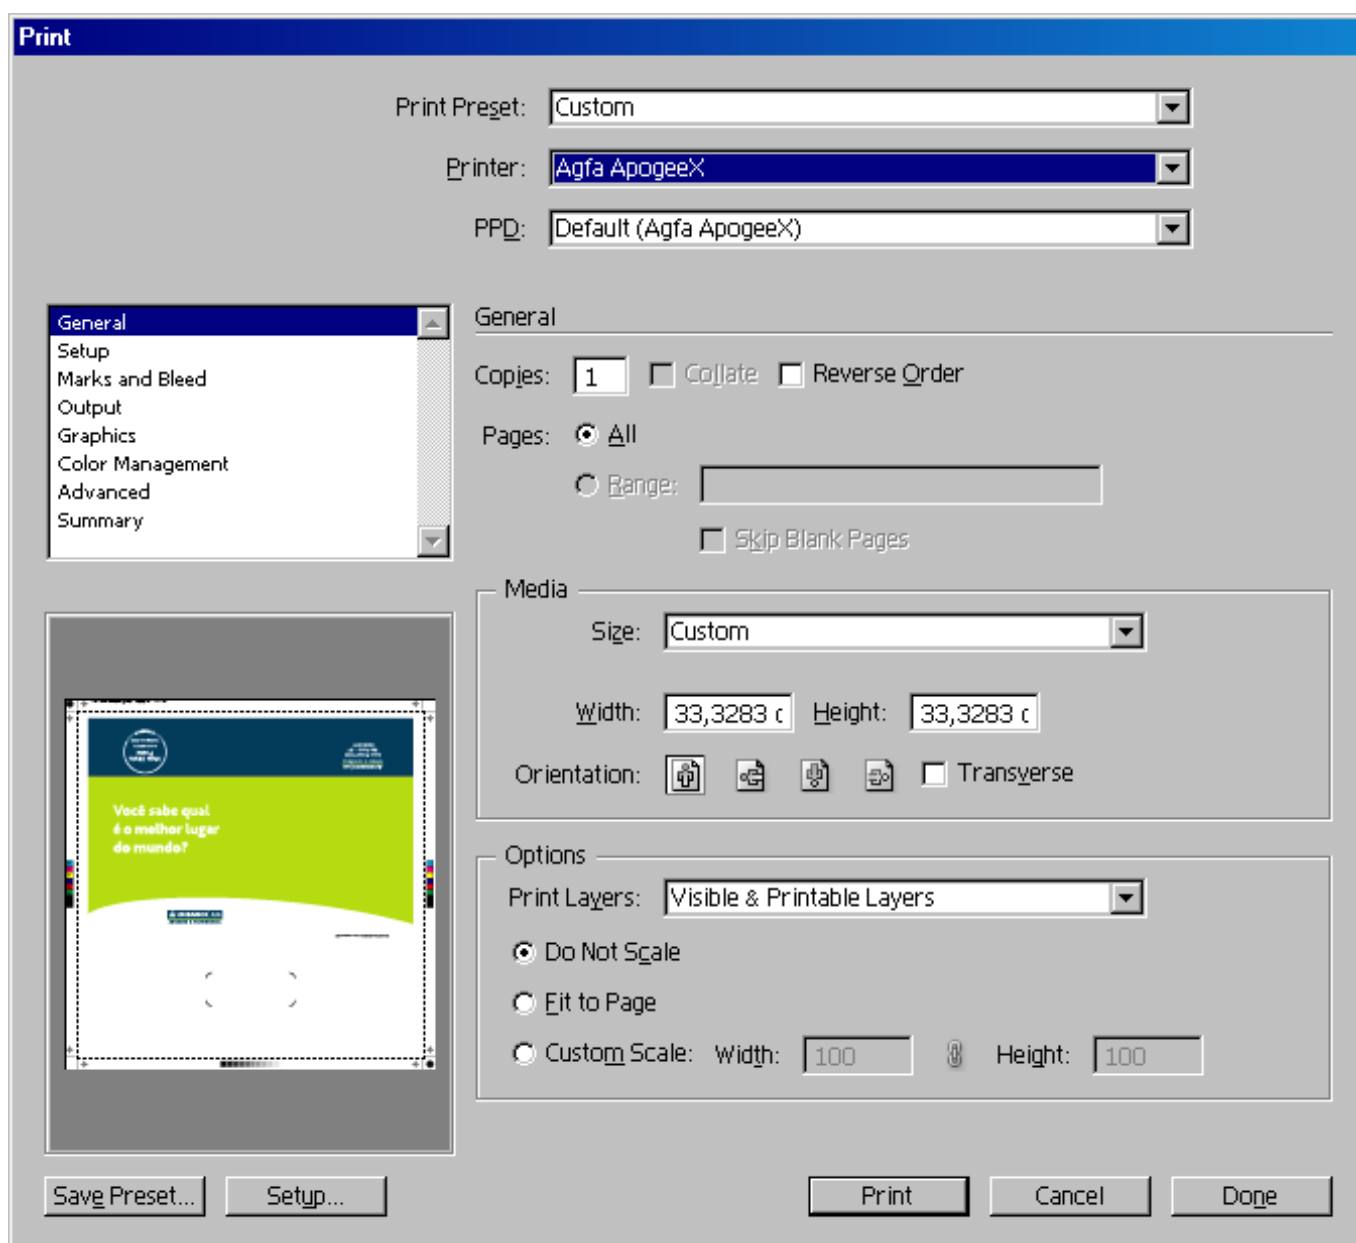 Print
Print Preset: Custom
Printer: Agfa ApogeeX
PPD: Default (Agfa ApogeeX)
General
Setup
Marks and Bleed
Output
Graphics
Color Management
Advanced
Summary
General
Copies: 1 Collate Reverse Order
Pages: All
Range:
Skip Blank Pages
Media
Size: Custom
Width: 33,3283 c Height: 33,3283 c
Orientation: Transverse
Options
Print Layers: Visible & Printable Layers
Do Not Scale
Fit to Page
Custom Scale: Width: 100 Height: 100
Você sabe qual
é o melhor lugar
do mundo?
Save Preset... Setup... Print Cancel Done